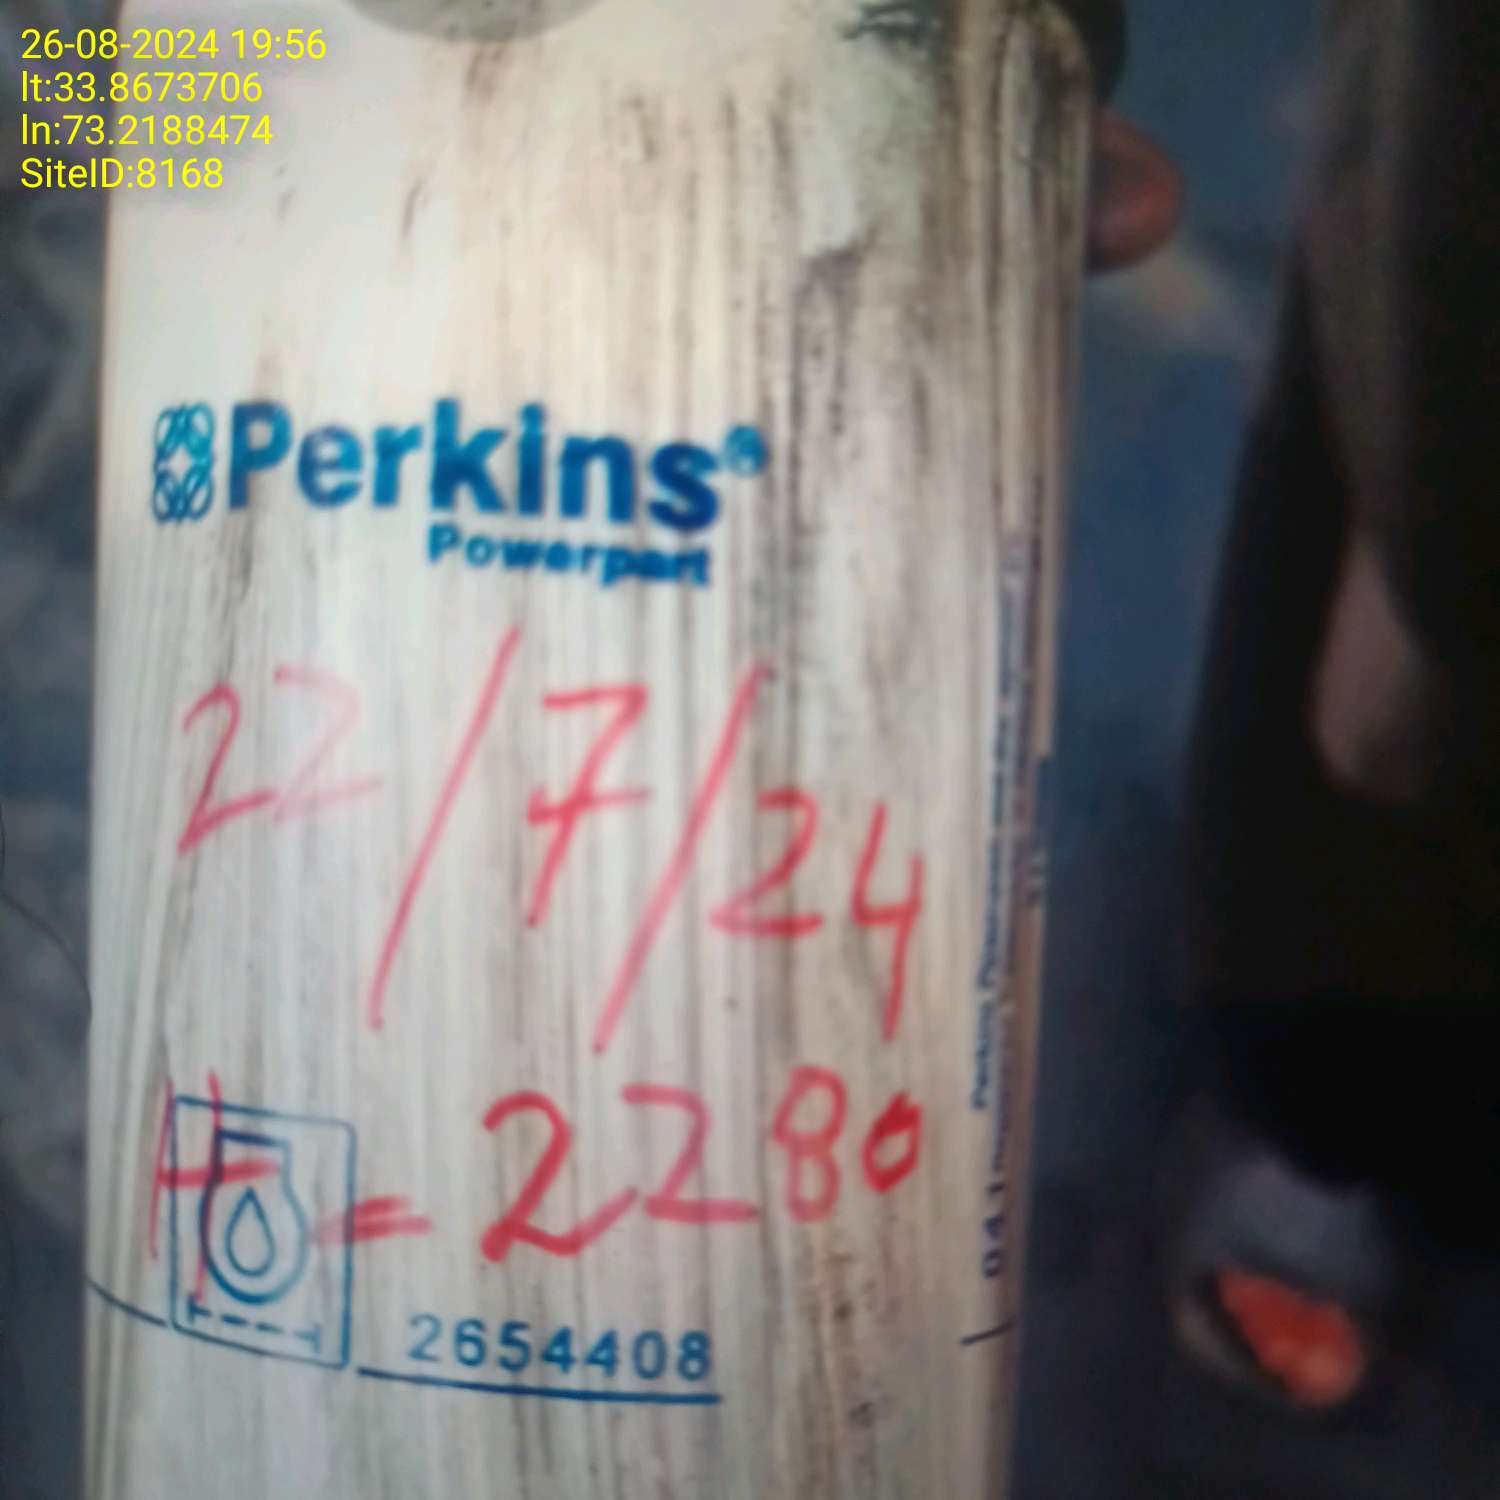 26-08-2024 19:56
lt:33.8673706
ln:73.2188474
SiteID:8168
Perkins®
Powerpart
22/7/24
H = 2280
2654408